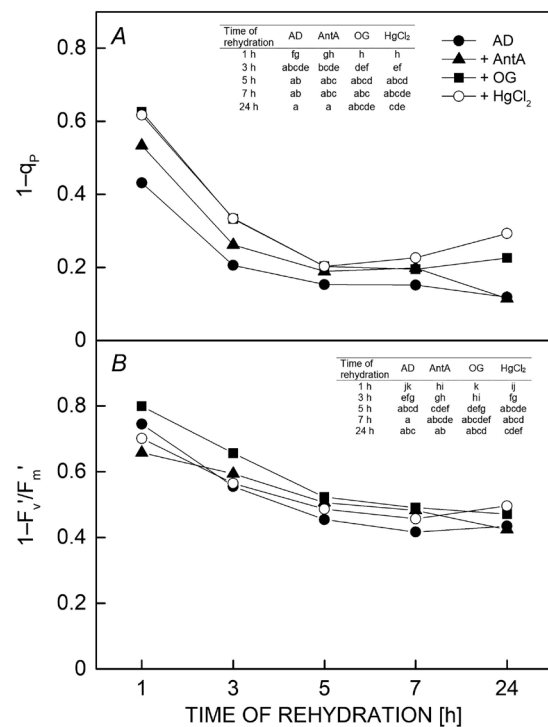 A
Time of rehydration AD AntA OG HgCl₂
1 h fg gh h h
3 h abcde bcde def ef
5 h ab abc abcd abcd
7 h ab abc abc abcde
24 h a a abcde cde
AD
+ AntA
+ OG
+ HgCl₂
1
0.8
0.6
0.4
0.2
0
1–qₚ
B
Time of rehydration AD AntA OG HgCl₂
1 h jk hi k ij
3 h efg gh hi fg
5 h abcd cdef defg abcde
7 h a abcde abcdef abcd
24 h abc ab abcd cdef
0.8
0.6
0.4
0.2
0
1–Fᵥ'/Fₘ'
1 3 5 7 24
TIME OF REHYDRATION [h]